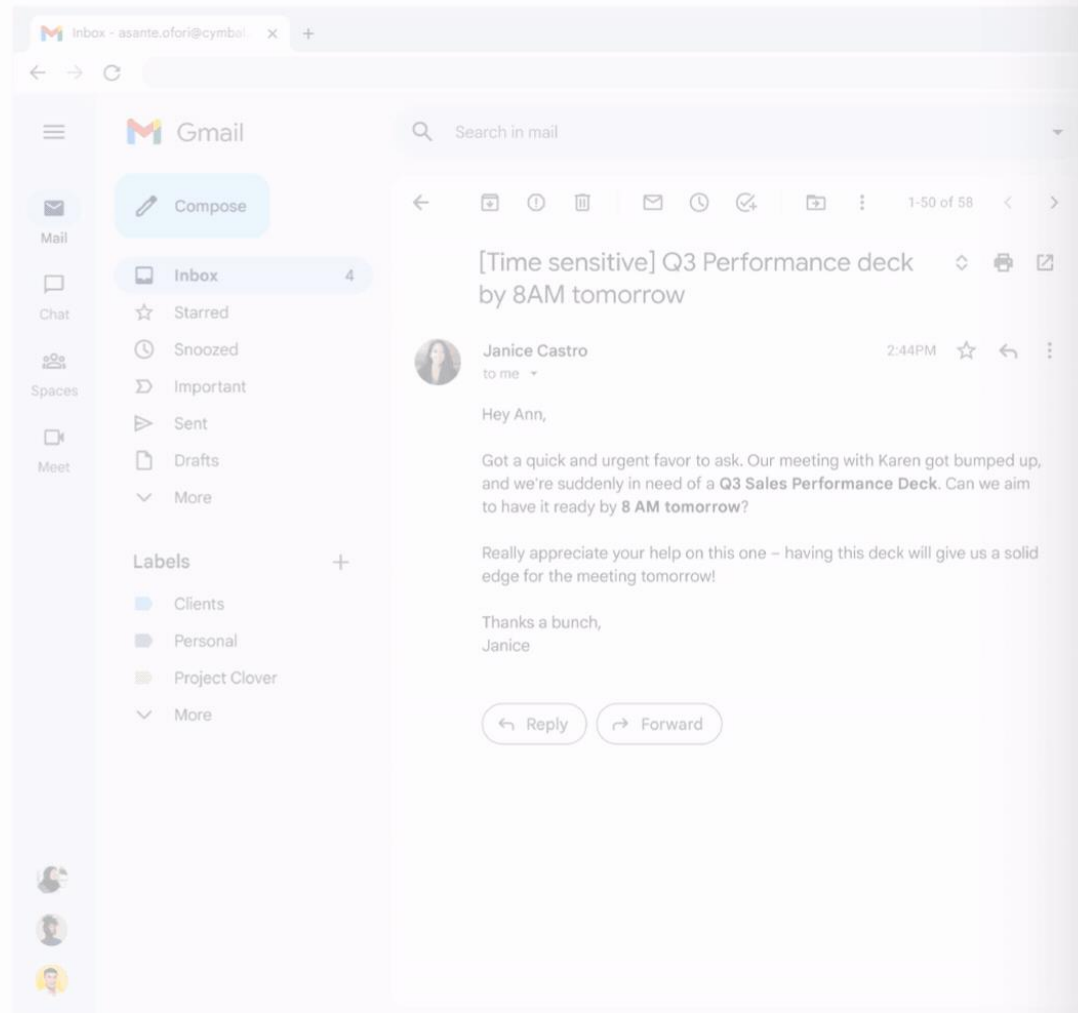 Inbox - asante.ofori@cymbal
Gmail
Search in mail
Mail
Chat
Spaces
Meet
Compose
Inbox 4
Starred
Snoozed
Important
Sent
Drafts
More
Labels
Clients
Personal
Project Clover
More
1-50 of 58
[Time sensitive] Q3 Performance deck
by 8AM tomorrow
Janice Castro 2:44PM
to me
Hey Ann,
Got a quick and urgent favor to ask. Our meeting with Karen got bumped up,
and we're suddenly in need of a Q3 Sales Performance Deck. Can we aim
to have it ready by 8 AM tomorrow?
Really appreciate your help on this one – having this deck will give us a solid
edge for the meeting tomorrow!
Thanks a bunch,
Janice
Reply
Forward